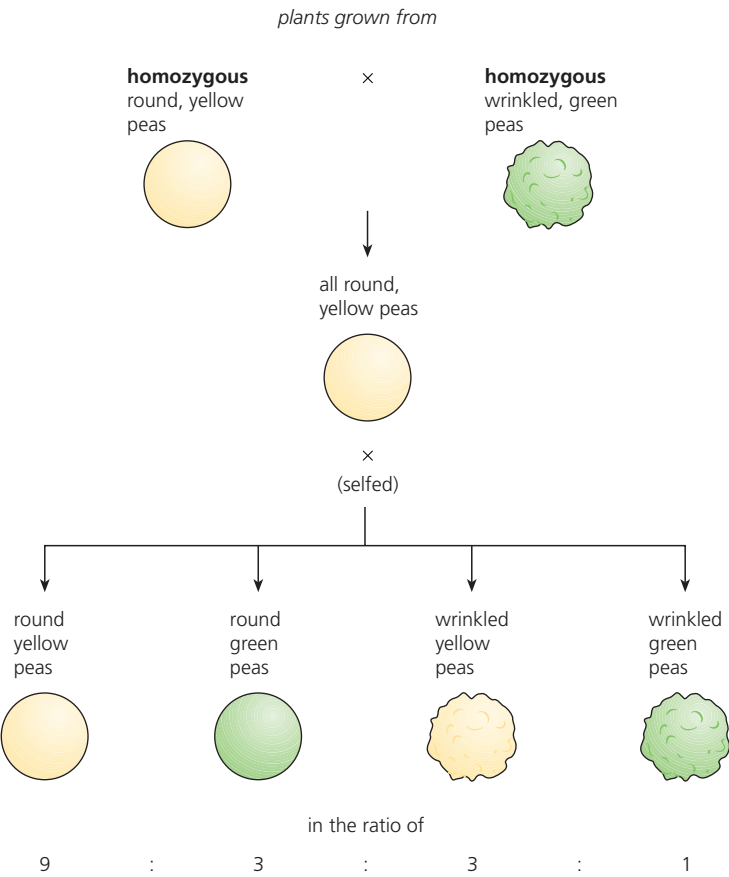 plants grown from
homozygous × homozygous
round, yellow wrinkled, green
peas peas
all round,
yellow peas
×
(selfed)
round round wrinkled wrinkled
yellow green yellow green
peas peas peas peas
in the ratio of
9 : 3 : 3 : 1